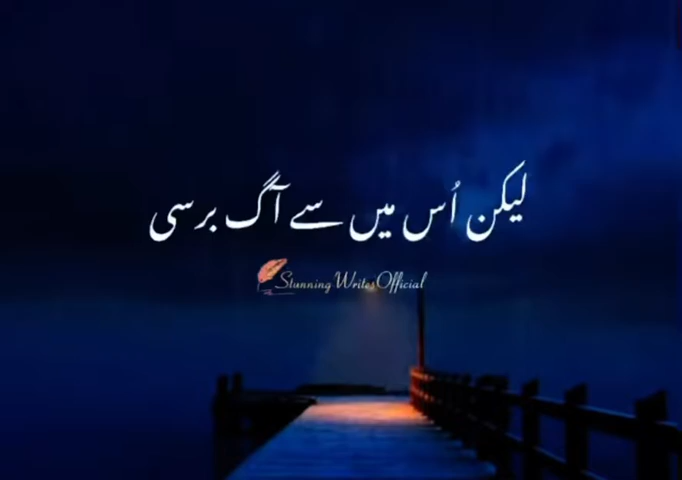 لیکن اُس میں سے آگ برسی
Stunning Writes Official